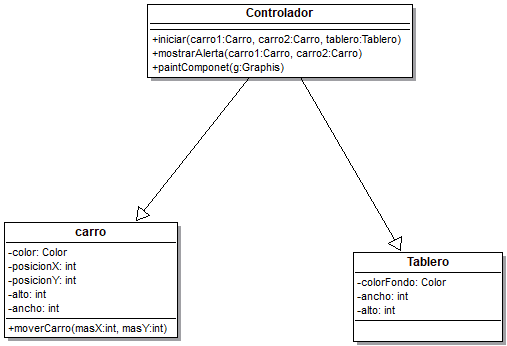 Controlador
+iniciar(carro1:Carro, carro2:Carro, tablero:Tablero)
+mostrarAlerta(carro1:Carro, carro2:Carro)
+paintComponet(g:Graphis)
carro
-color: Color
-posicionX: int
-posicionY: int
-alto: int
-ancho: int
+moverCarro(masX:int, masY:int)
Tablero
-colorFondo: Color
-ancho: int
-alto: int